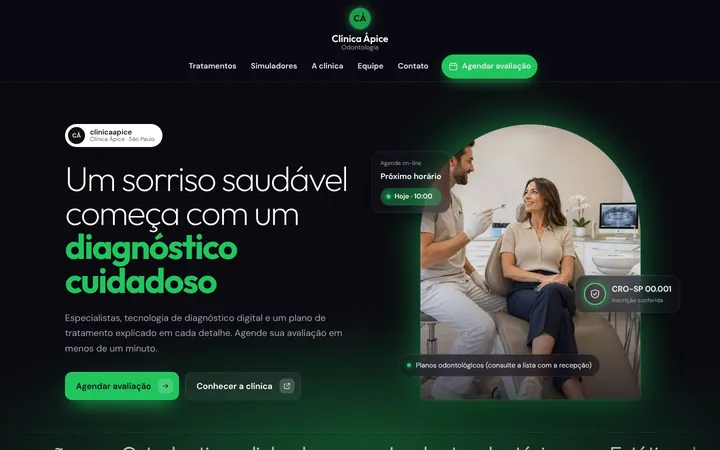 CÁ
Clínica Ápice
Odontologia
Tratamentos
Simuladores
A clínica
Equipe
Contato
Agendar avaliação
CÁ
clinicaapice
Clínica Ápice · São Paulo
Um sorriso saudável
começa com um
diagnóstico
cuidadoso
Especialistas, tecnologia de diagnóstico digital e um plano de
tratamento explicado em cada detalhe. Agende sua avaliação em
menos de um minuto.
Agendar avaliação
Conhecer a clínica
Agenda on-line
Próximo horário
Hoje · 10:00
CRO-SP 00.001
Inscrição conferida
Planos odontológicos (consulte a lista com a recepção)